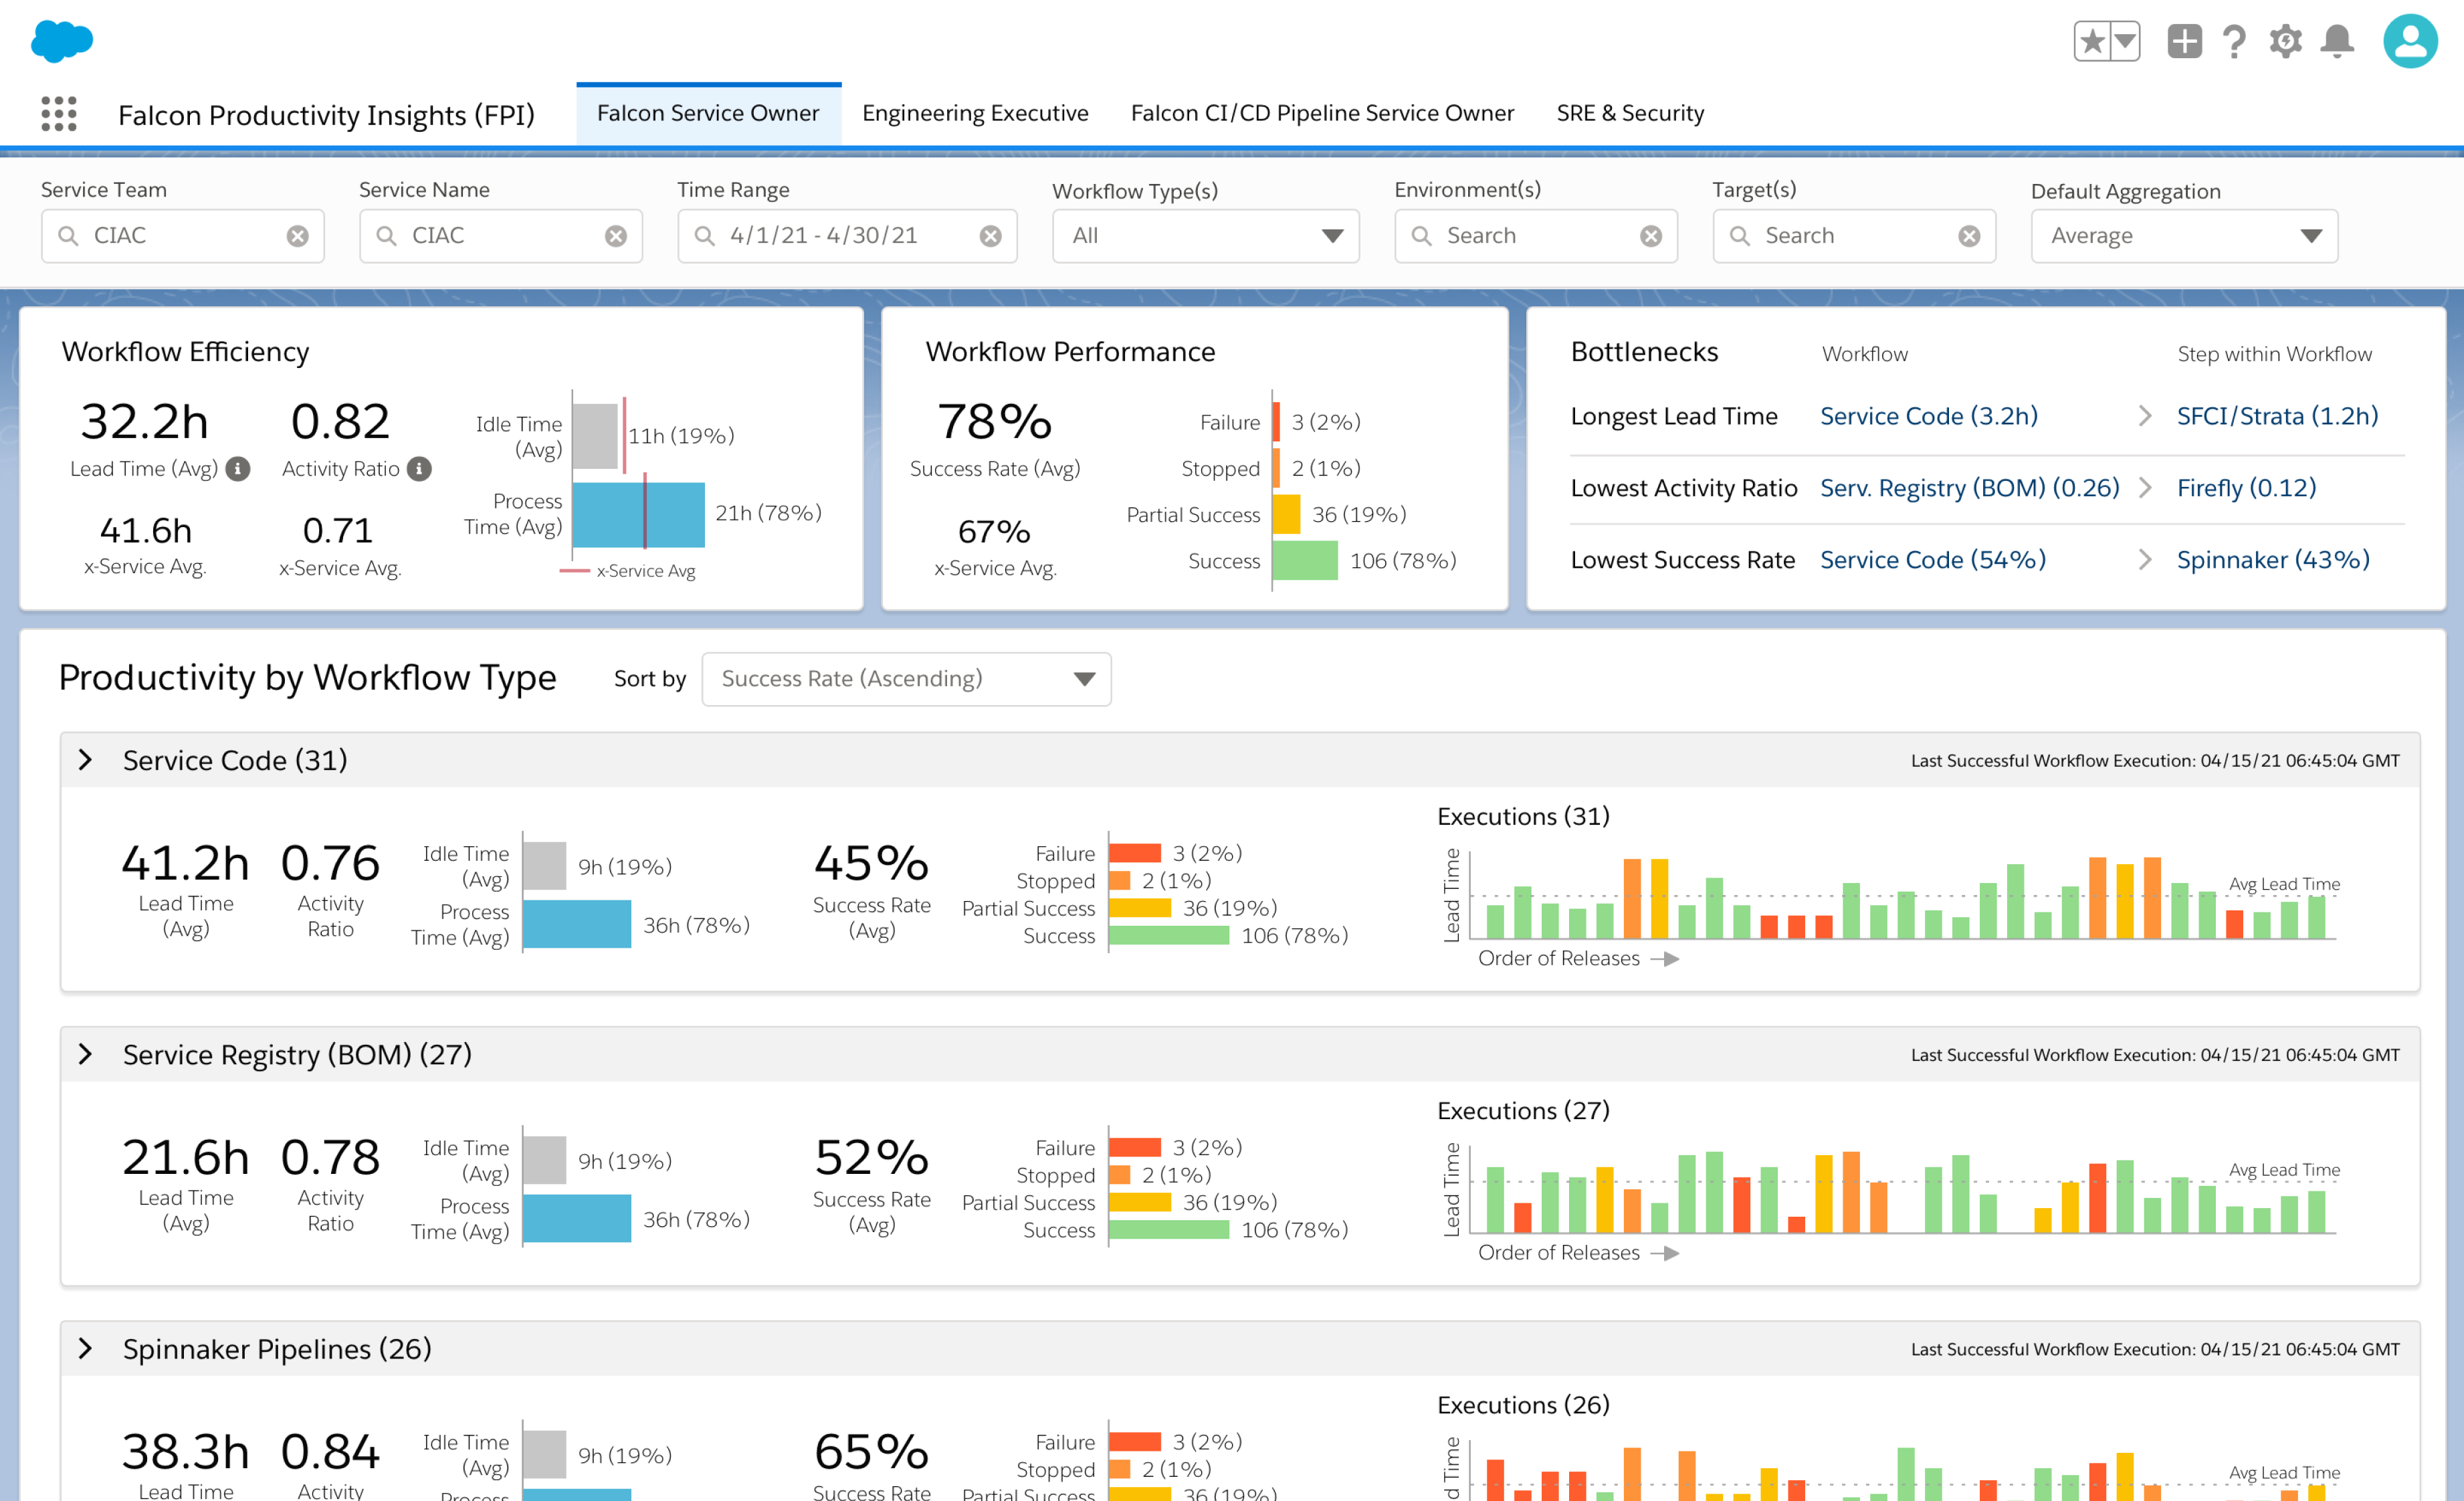 Falcon Productivity Insights (FPI)
Falcon Service Owner
Engineering Executive
Falcon CI/CD Pipeline Service Owner
SRE & Security
Service Team
CIAC
Service Name
CIAC
Time Range
4/1/21 - 4/30/21
Workflow Type(s)
All
Environment(s)
Search
Target(s)
Search
Default Aggregation
Average
Workflow Efficiency
32.2h
Lead Time (Avg)
0.82
Activity Ratio
41.6h
x-Service Avg.
0.71
x-Service Avg.
Idle Time
(Avg)
11h (19%)
Process
Time (Avg)
21h (78%)
x-Service Avg
Workflow Performance
78%
Success Rate (Avg)
67%
x-Service Avg.
Failure 3 (2%)
Stopped 2 (1%)
Partial Success 36 (19%)
Success 106 (78%)
Bottlenecks Workflow Step within Workflow
Longest Lead Time Service Code (3.2h) SFCI/Strata (1.2h)
Lowest Activity Ratio Serv. Registry (BOM) (0.26) Firefly (0.12)
Lowest Success Rate Service Code (54%) Spinnaker (43%)
Productivity by Workflow Type
Sort by
Success Rate (Ascending)
Service Code (31)
Last Successful Workflow Execution: 04/15/21 06:45:04 GMT
41.2h
Lead Time
(Avg)
0.76
Activity
Ratio
Idle Time
(Avg)
9h (19%)
Process
Time (Avg)
36h (78%)
45%
Success Rate
(Avg)
Failure 3 (2%)
Stopped 2 (1%)
Partial Success 36 (19%)
Success 106 (78%)
Executions (31)
Lead Time
Avg Lead Time
Order of Releases
Service Registry (BOM) (27)
Last Successful Workflow Execution: 04/15/21 06:45:04 GMT
21.6h
Lead Time
(Avg)
0.78
Activity
Ratio
Idle Time
(Avg)
9h (19%)
Process
Time (Avg)
36h (78%)
52%
Success Rate
(Avg)
Failure 3 (2%)
Stopped 2 (1%)
Partial Success 36 (19%)
Success 106 (78%)
Executions (27)
Lead Time
Avg Lead Time
Order of Releases
Spinnaker Pipelines (26)
Last Successful Workflow Execution: 04/15/21 06:45:04 GMT
38.3h
Lead Time
0.84
Activity
Idle Time
(Avg)
9h (19%)
Process
65%
Success Rate
Failure 3 (2%)
Stopped 2 (1%)
Partial Success 36 (19%)
Executions (26)
d Time
Avg Lead Time